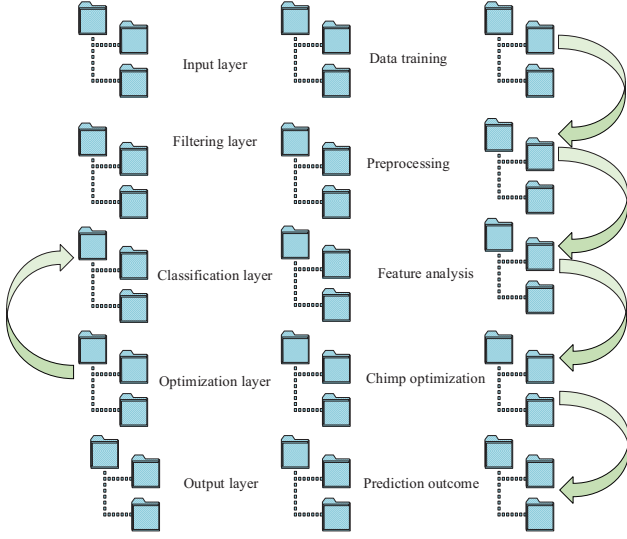 Input layer
Data training
Filtering layer
Preprocessing
Classification layer
Feature analysis
Optimization layer
Chimp optimization
Output layer
Prediction outcome